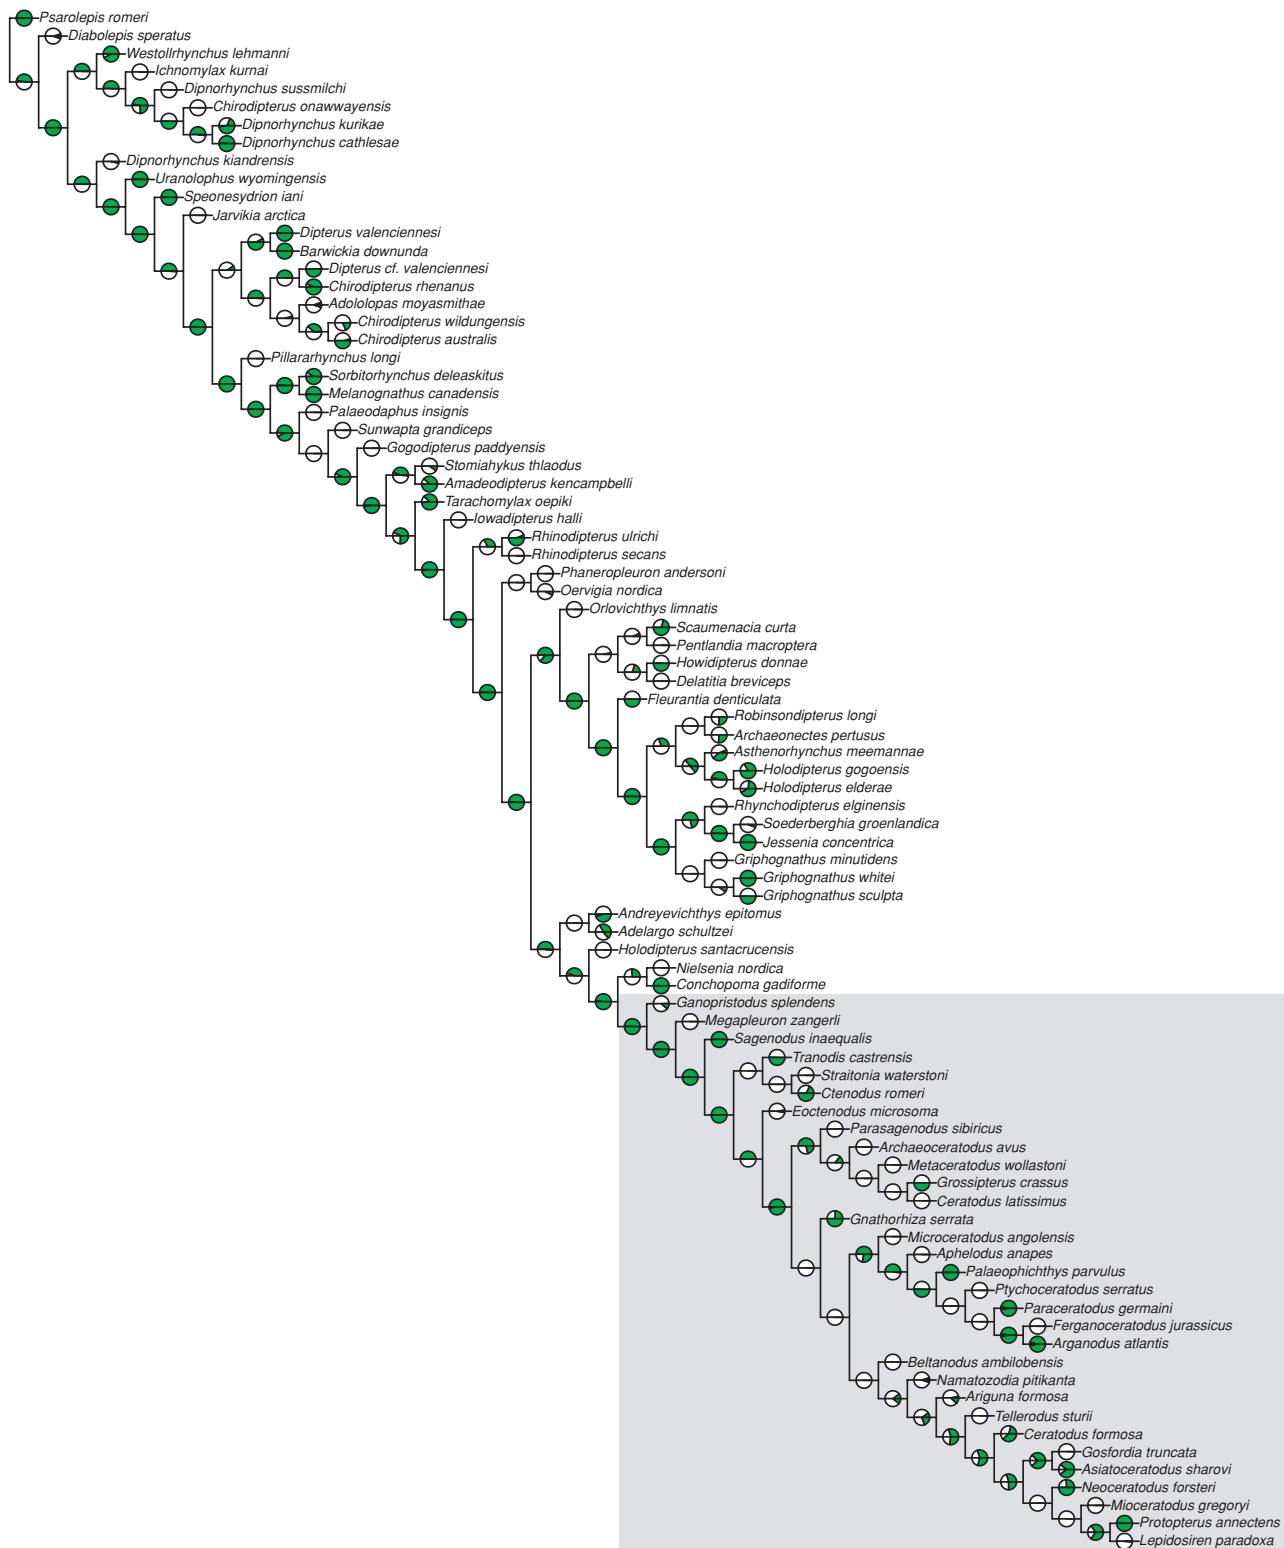 Psarolepis romeri
Diabolepis speratus
Westollrhynchus lehmanni
Ichnomylax kurnai
Dipnorhynchus sussmilchi
Chirodipterus onawwayensis
Dipnorhynchus kurikae
Dipnorhynchus cathlesae
Dipnorhynchus kiandrensis
Uranolophus wyomingensis
Speonesydrion iani
Jarvikia arctica
Dipterus valenciennesi
Barwickia downunda
Dipterus cf. valenciennesi
Chirodipterus rhenanus
Adololopas moyasmithae
Chirodipterus wildungensis
Chirodipterus australis
Pillararhynchus longi
Sorbitorhynchus deleaskitus
Melanognathus canadensis
Palaeodaphus insignis
Sunwapta grandiceps
Gogodipterus paddyensis
Stomiahykus thlaodus
Amadeodipterus kencampbelli
Tarachomylax oepiki
Iowadipterus halli
Rhinodipterus ulrichi
Rhinodipterus secans
Phaneropleuron andersoni
Oervigia nordica
Orlovichthys limnatis
Scaumenacia curta
Pentlandia macroptera
Howidipterus donnae
Delatitia breviceps
Fleurantia denticulata
Robinsondipterus longi
Archaeonectes pertusus
Asthenorhynchus meemannae
Holodipterus gogoensis
Holodipterus elderae
Rhynchodipterus elginensis
Soederberghia groenlandica
Jessenia concentrica
Griphognathus minutidens
Griphognathus whitei
Griphognathus sculpta
Andreyevichthys epitomus
Adelargo schultzei
Holodipterus santacrucensis
Nielsenia nordica
Conchopoma gadiforme
Ganopristodus splendens
Megapleuron zangerli
Sagenodus inaequalis
Tranodis castrensis
Straitonia waterstoni
Ctenodus romeri
Eoctenodus microsoma
Parasagenodus sibiricus
Archaeoceratodus avus
Metaceratodus wollastoni
Grossipterus crassus
Ceratodus latissimus
Gnathorhiza serrata
Microceratodus angolensis
Aphelodus anapes
Palaeophichthys parvulus
Ptychoceratodus serratus
Paraceratodus germaini
Ferganoceratodus jurassicus
Arganodus atlantis
Beltanodus ambilobensis
Namatozodia pitikanta
Ariguna formosa
Tellerodus sturii
Ceratodus formosa
Gosfordia truncata
Asiatoceratodus sharovi
Neoceratodus forsteri
Mioceratodus gregoryi
Protopterus annectens
Lepidosiren paradoxa